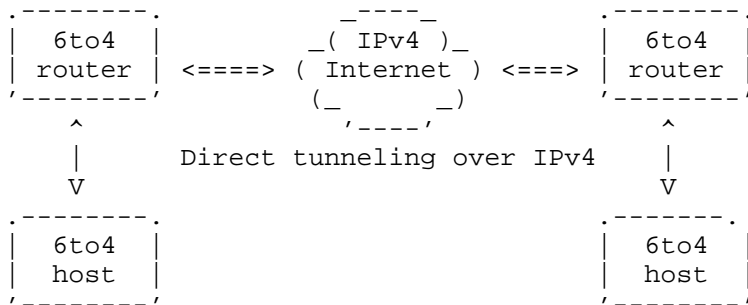 .--------.            _----_            .--------.
|  6to4  |          _( IPv4 )_          |  6to4  |
| router | <====> ( Internet ) <===> | router |
'--------'          (_      _)          '--------'
^            '----'            ^
|      Direct tunneling over IPv4      |
V                              V
.--------.                              .-------.
|  6to4  |                              |  6to4  |
|  host  |                              |  host  |
'--------'                              '--------'